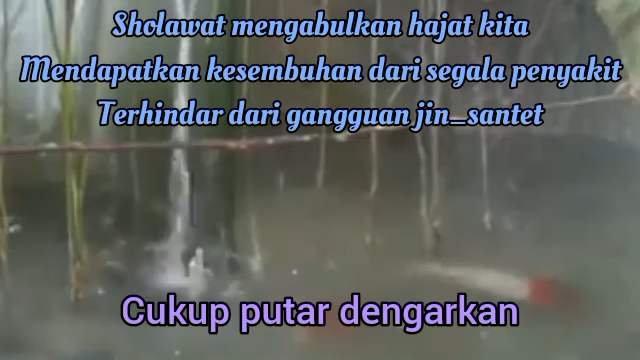 Sholawat mengabulkan hajat kita
Mendapatkan kesembuhan dari segala penyakit
Terhindar dari gangguan jin_santet
Cukup putar dengarkan